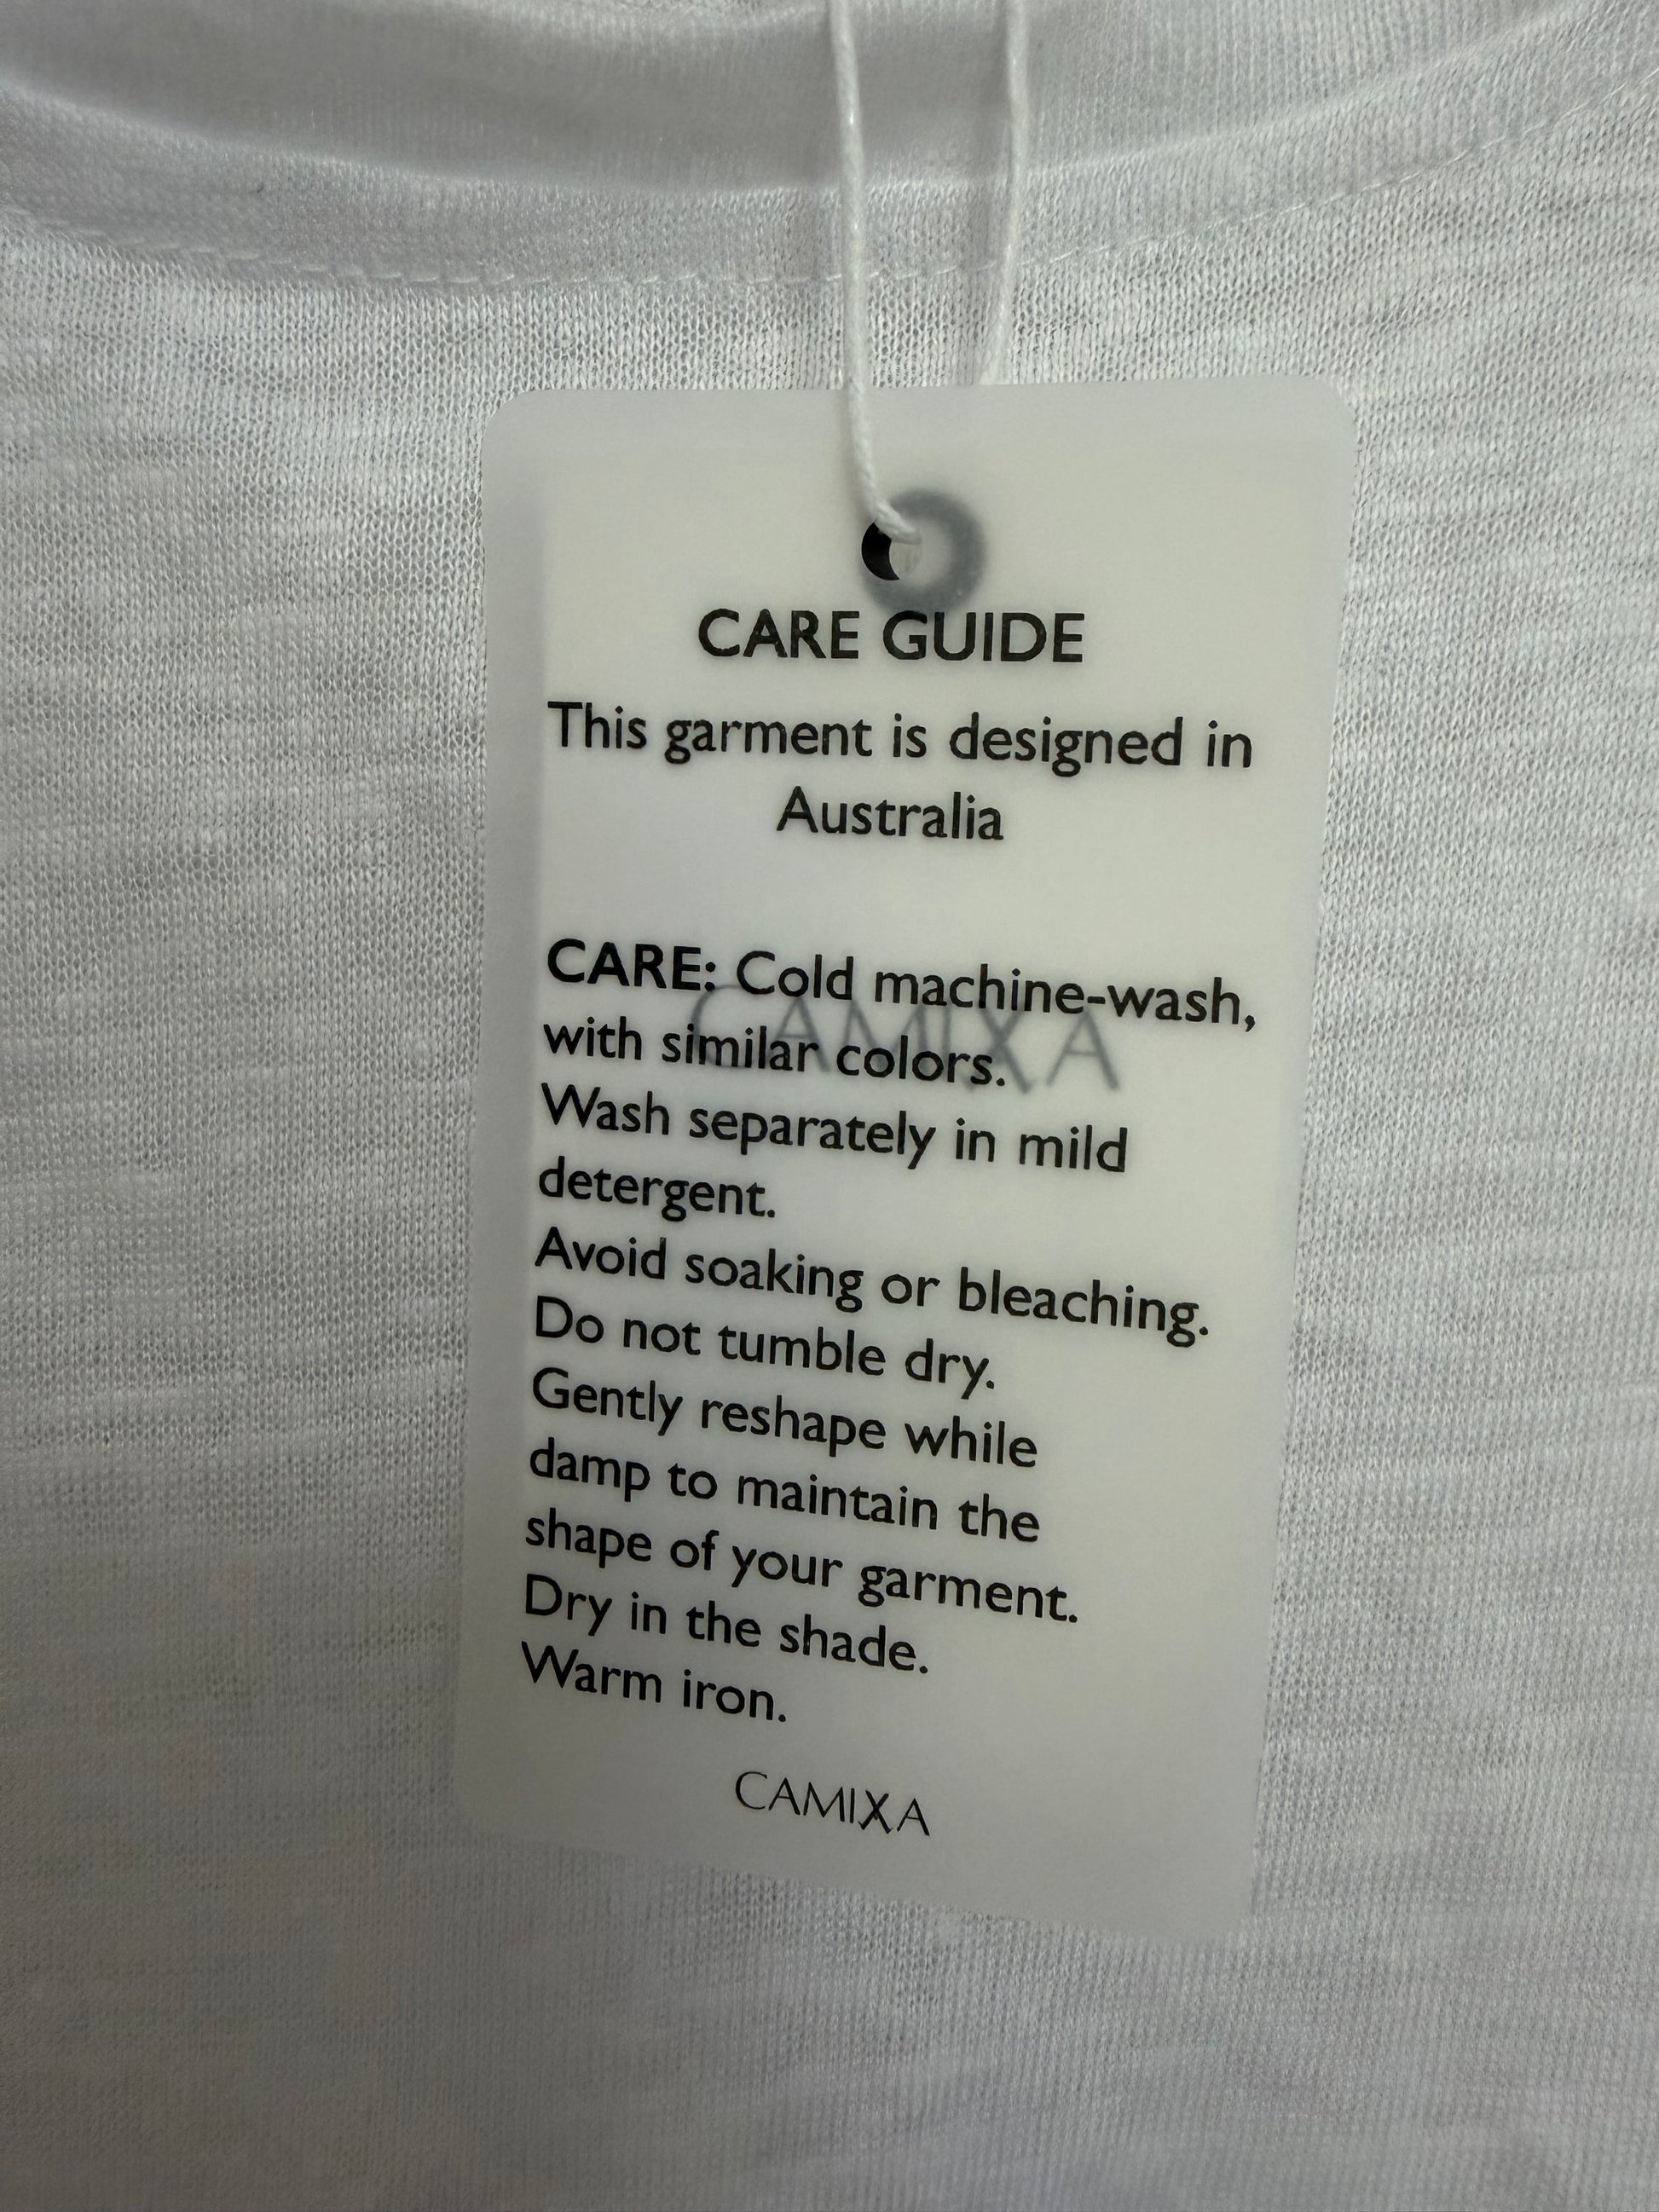 CARE GUIDE
This garment is designed in
Australia
CARE: Cold machine-wash,
with similar colors.
Wash separately in mild
detergent.
Avoid soaking or bleaching.
Do not tumble dry.
Gently reshape while
damp to maintain the
shape of your garment.
Dry in the shade.
Warm iron.
CAMIXA
CAMIXA